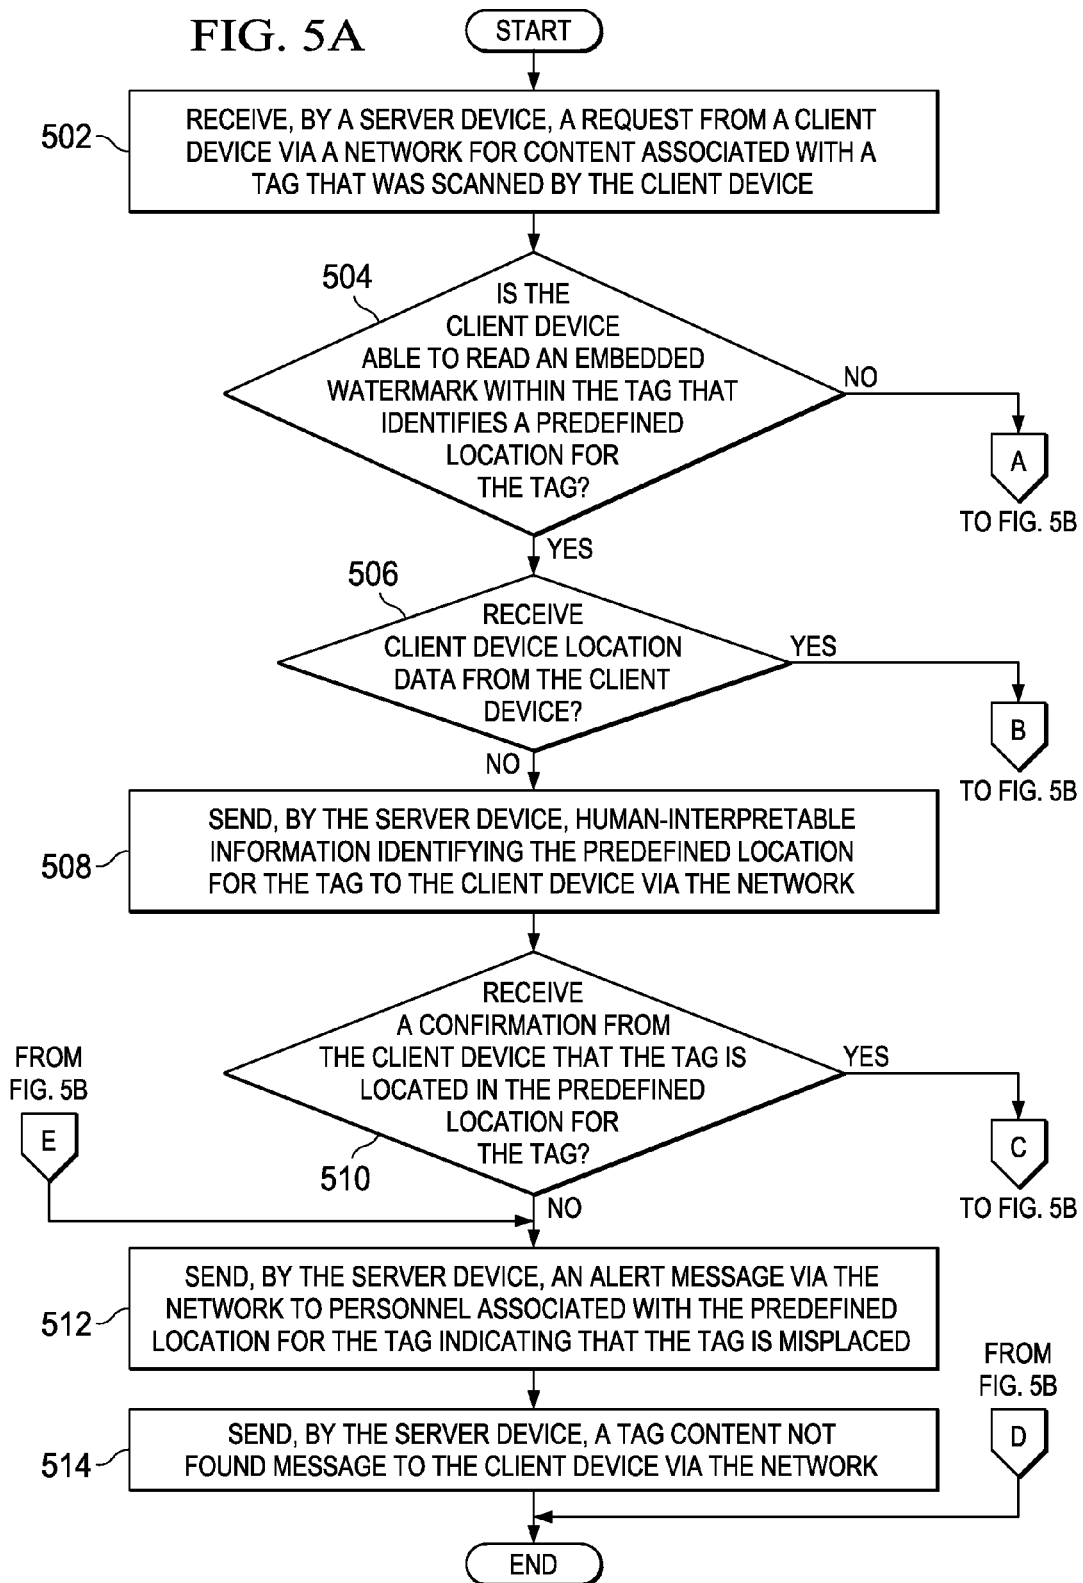 FIG. 5A
START
502
RECEIVE, BY A SERVER DEVICE, A REQUEST FROM A CLIENT
DEVICE VIA A NETWORK FOR CONTENT ASSOCIATED WITH A
TAG THAT WAS SCANNED BY THE CLIENT DEVICE
504
IS THE
CLIENT DEVICE
ABLE TO READ AN EMBEDDED
WATERMARK WITHIN THE TAG THAT
IDENTIFIES A PREDEFINED
LOCATION FOR
THE TAG?
NO
A
TO FIG. 5B
YES
506
RECEIVE
CLIENT DEVICE LOCATION
DATA FROM THE CLIENT
DEVICE?
YES
B
TO FIG. 5B
NO
508
SEND, BY THE SERVER DEVICE, HUMAN-INTERPRETABLE
INFORMATION IDENTIFYING THE PREDEFINED LOCATION
FOR THE TAG TO THE CLIENT DEVICE VIA THE NETWORK
RECEIVE
A CONFIRMATION FROM
THE CLIENT DEVICE THAT THE TAG IS
LOCATED IN THE PREDEFINED
LOCATION FOR
THE TAG?
510
YES
C
TO FIG. 5B
FROM
FIG. 5B
E
NO
512
SEND, BY THE SERVER DEVICE, AN ALERT MESSAGE VIA THE
NETWORK TO PERSONNEL ASSOCIATED WITH THE PREDEFINED
LOCATION FOR THE TAG INDICATING THAT THE TAG IS MISPLACED
FROM
FIG. 5B
D
514
SEND, BY THE SERVER DEVICE, A TAG CONTENT NOT
FOUND MESSAGE TO THE CLIENT DEVICE VIA THE NETWORK
END